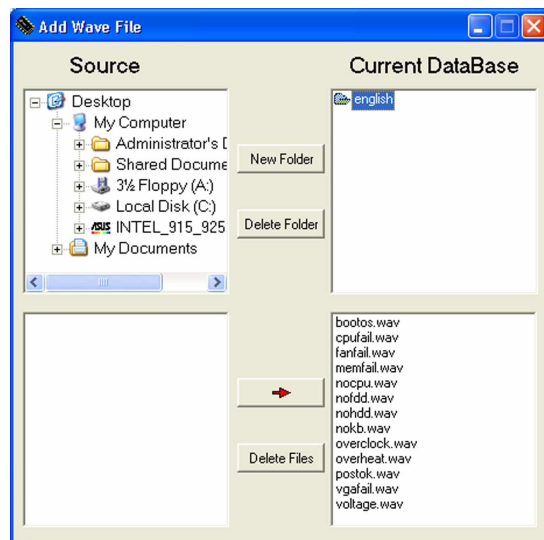 Add Wave File
Source
Current DataBase
Desktop
My Computer
Administrator's D
Shared Docume
3½ Floppy (A:)
Local Disk (C:)
INTEL_915_925
My Documents
english
New Folder
Delete Folder
bootos.wav
cpufail.wav
fanfail.wav
memfail.wav
nocpu.wav
nofdd.wav
nohdd.wav
nokb.wav
overclock.wav
overheat.wav
postok.wav
vgafail.wav
voltage.wav
Delete Files